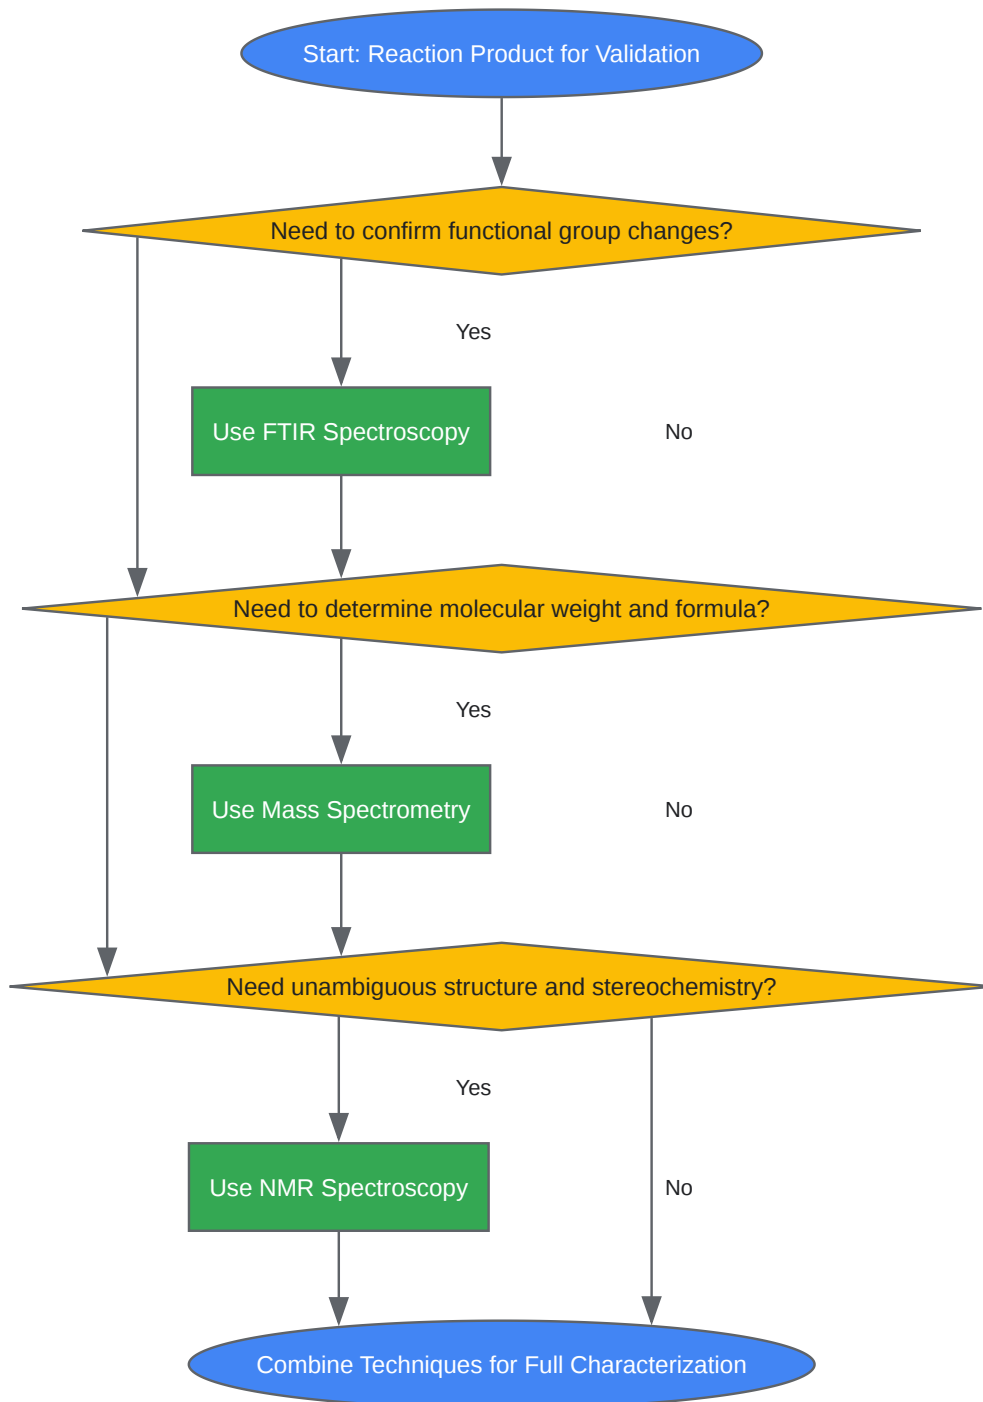 Start: Reaction Product for Validation
Need to confirm functional group changes?
Yes
Use FTIR Spectroscopy
No
Need to determine molecular weight and formula?
Yes
Use Mass Spectrometry
No
Need unambiguous structure and stereochemistry?
Yes
Use NMR Spectroscopy
No
Combine Techniques for Full Characterization